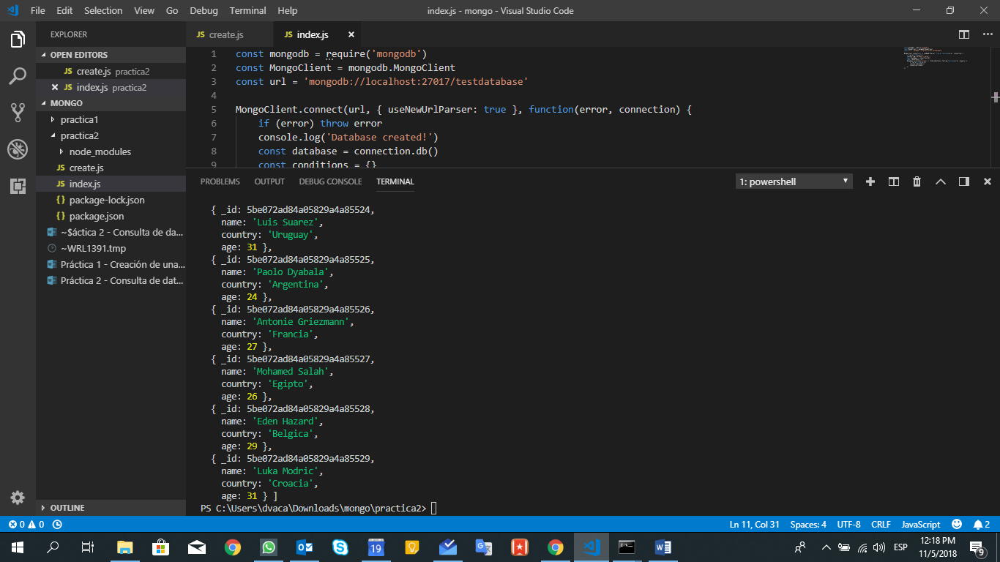 File Edit Selection View Go Debug Terminal Help
index.js - mongo - Visual Studio Code
EXPLORER
OPEN EDITORS
JS create.js practica2
JS index.js practica2
MONGO
practica1
practica2
node_modules
JS create.js
JS index.js
{} package-lock.json
{} package.json
~$áctica 2 - Consulta de da...
~WRL1391.tmp
Práctica 1 - Creación de una...
Práctica 2 - Consulta de dat...
OUTLINE
JS create.js
JS index.js
1 const mongodb = require('mongodb')
2 const MongoClient = mongodb.MongoClient
3 const url = 'mongodb://localhost:27017/testdatabase'
4
5 MongoClient.connect(url, { useNewUrlParser: true }, function(error, connection) {
6 if (error) throw error
7 console.log('Database created!')
8 const database = connection.db()
9 const conditions = {}
PROBLEMS OUTPUT DEBUG CONSOLE TERMINAL
1: powershell
{ _id: 5be072ad84a05829a4a85524,
name: 'Luis Suarez',
country: 'Uruguay',
age: 31 },
{ _id: 5be072ad84a05829a4a85525,
name: 'Paolo Dyabala',
country: 'Argentina',
age: 24 },
{ _id: 5be072ad84a05829a4a85526,
name: 'Antonie Griezmann',
country: 'Francia',
age: 27 },
{ _id: 5be072ad84a05829a4a85527,
name: 'Mohamed Salah',
country: 'Egipto',
age: 26 },
{ _id: 5be072ad84a05829a4a85528,
name: 'Eden Hazard',
country: 'Belgica',
age: 29 },
{ _id: 5be072ad84a05829a4a85529,
name: 'Luka Modric',
country: 'Croacia',
age: 31 } ]
PS C:\Users\dvaca\Downloads\mongo\practica2>
0 0
Ln 11, Col 31 Spaces: 4 UTF-8 CRLF JavaScript 2
19
ESP
12:18 PM
11/5/2018
9